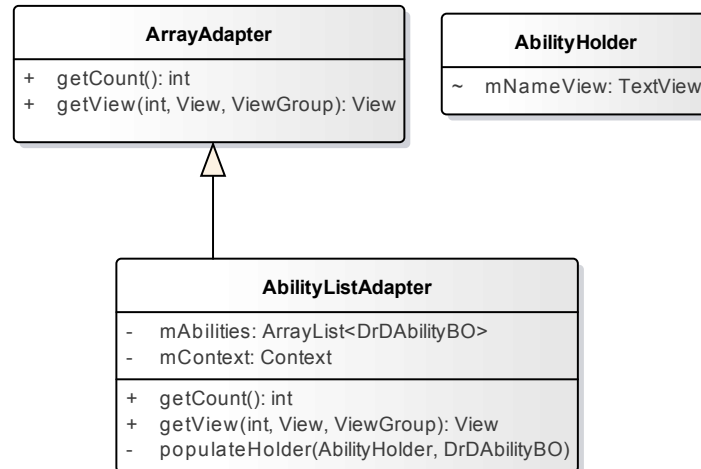 ArrayAdapter
+ getCount(): int
+ getView(int, View, ViewGroup): View
AbilityHolder
~ mNameView: TextView
AbilityListAdapter
- mAbilities: ArrayList<DrDAbilityBO>
- mContext: Context
+ getCount(): int
+ getView(int, View, ViewGroup): View
- populateHolder(AbilityHolder, DrDAbilityBO)